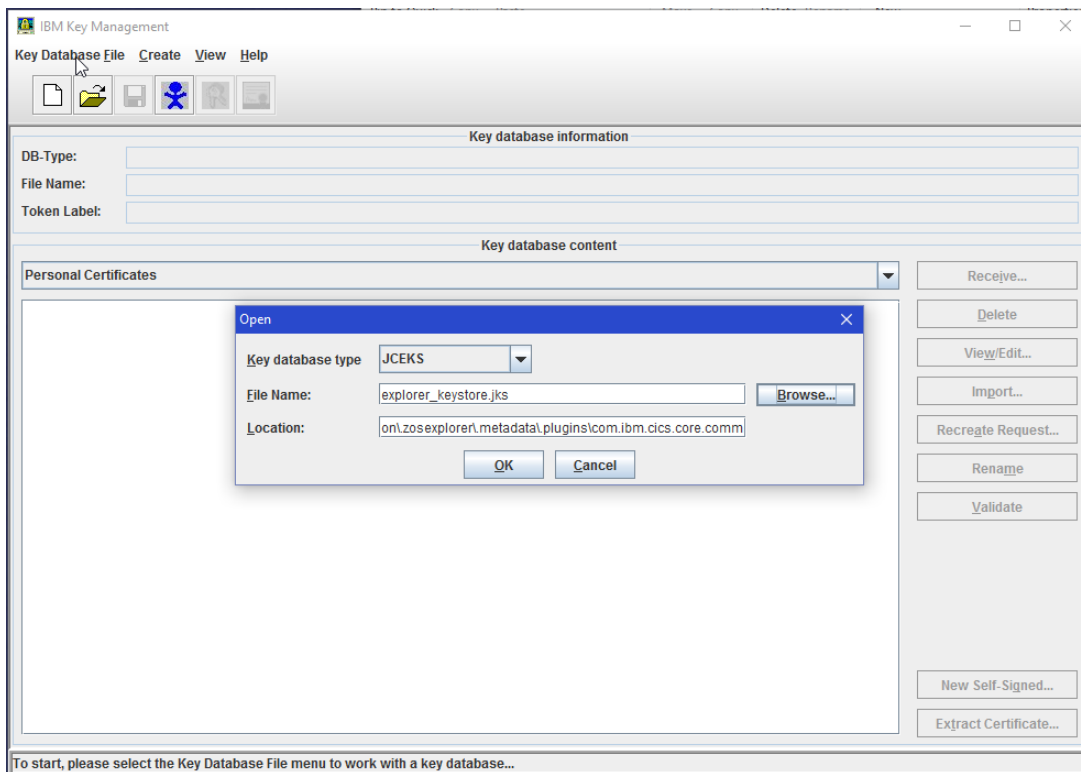 IBM Key Management
Key Database File Create View Help
Key database information
DB-Type:
File Name:
Token Label:
Key database content
Personal Certificates
Receive...
Delete
View/Edit...
Import...
Recreate Request...
Rename
Validate
New Self-Signed...
Extract Certificate...
Open
Key database type JCEKS
File Name: explorer_keystore.jks Browse...
Location: on\zosexplorer\.metadata\.plugins\com.ibm.cics.core.comm
OK Cancel
To start, please select the Key Database File menu to work with a key database...